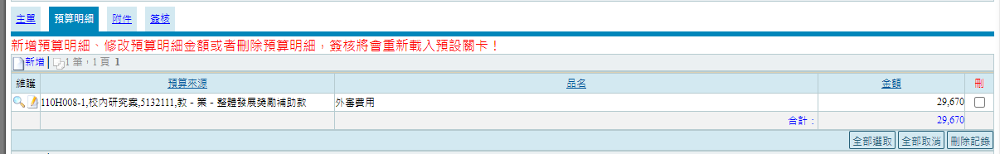 主單 預算明細 附件 簽核
新增預算明細、修改預算明細金額或者刪除預算明細，簽核將會重新載入預設關卡！
新增 1 筆，1 頁 1
維護 預算來源 品名 金額 刪
110H008-1,校內研究案,5132111,教－業－整體發展獎勵補助款 外審費用 29,670
合計： 29,670
全部選取 全部取消 刪除記錄